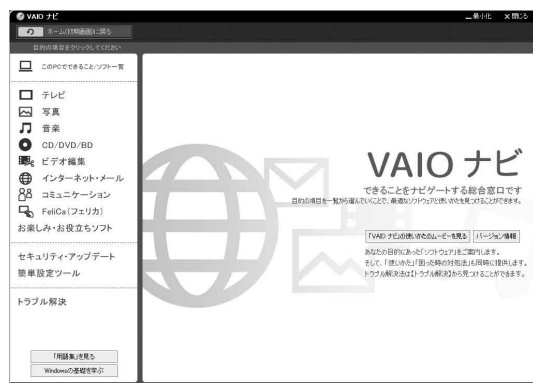 VAIO ナビ
最小化 ×閉じる
ホーム(初期画面)に戻る
目的の項目をクリックしてください
このPCでできること/ソフト一覧
テレビ
写真
音楽
CD/DVD/BD
ビデオ編集
インターネット・メール
コミュニケーション
FeliCa(フェリカ)
お楽しみ・お役立ちソフト
セキュリティ・アップデート
簡単設定ツール
トラブル解決
「用語集」を見る
Windowsの基礎を学ぶ
VAIO ナビ
できることをナビゲートする総合窓口です
目的の項目を一覧から選んでいくことで、最適なソフトウェアと使いかたを見つけることができます。
「VAIO ナビ」の使いかたのムービーを見る バージョン情報
あなたの目的にあった「ソフトウェア」をご案内します。
そして、「使いかた」「困った時の対処法」も同時に提供します。
トラブル解決法は【トラブル解決】から見つけることができます。